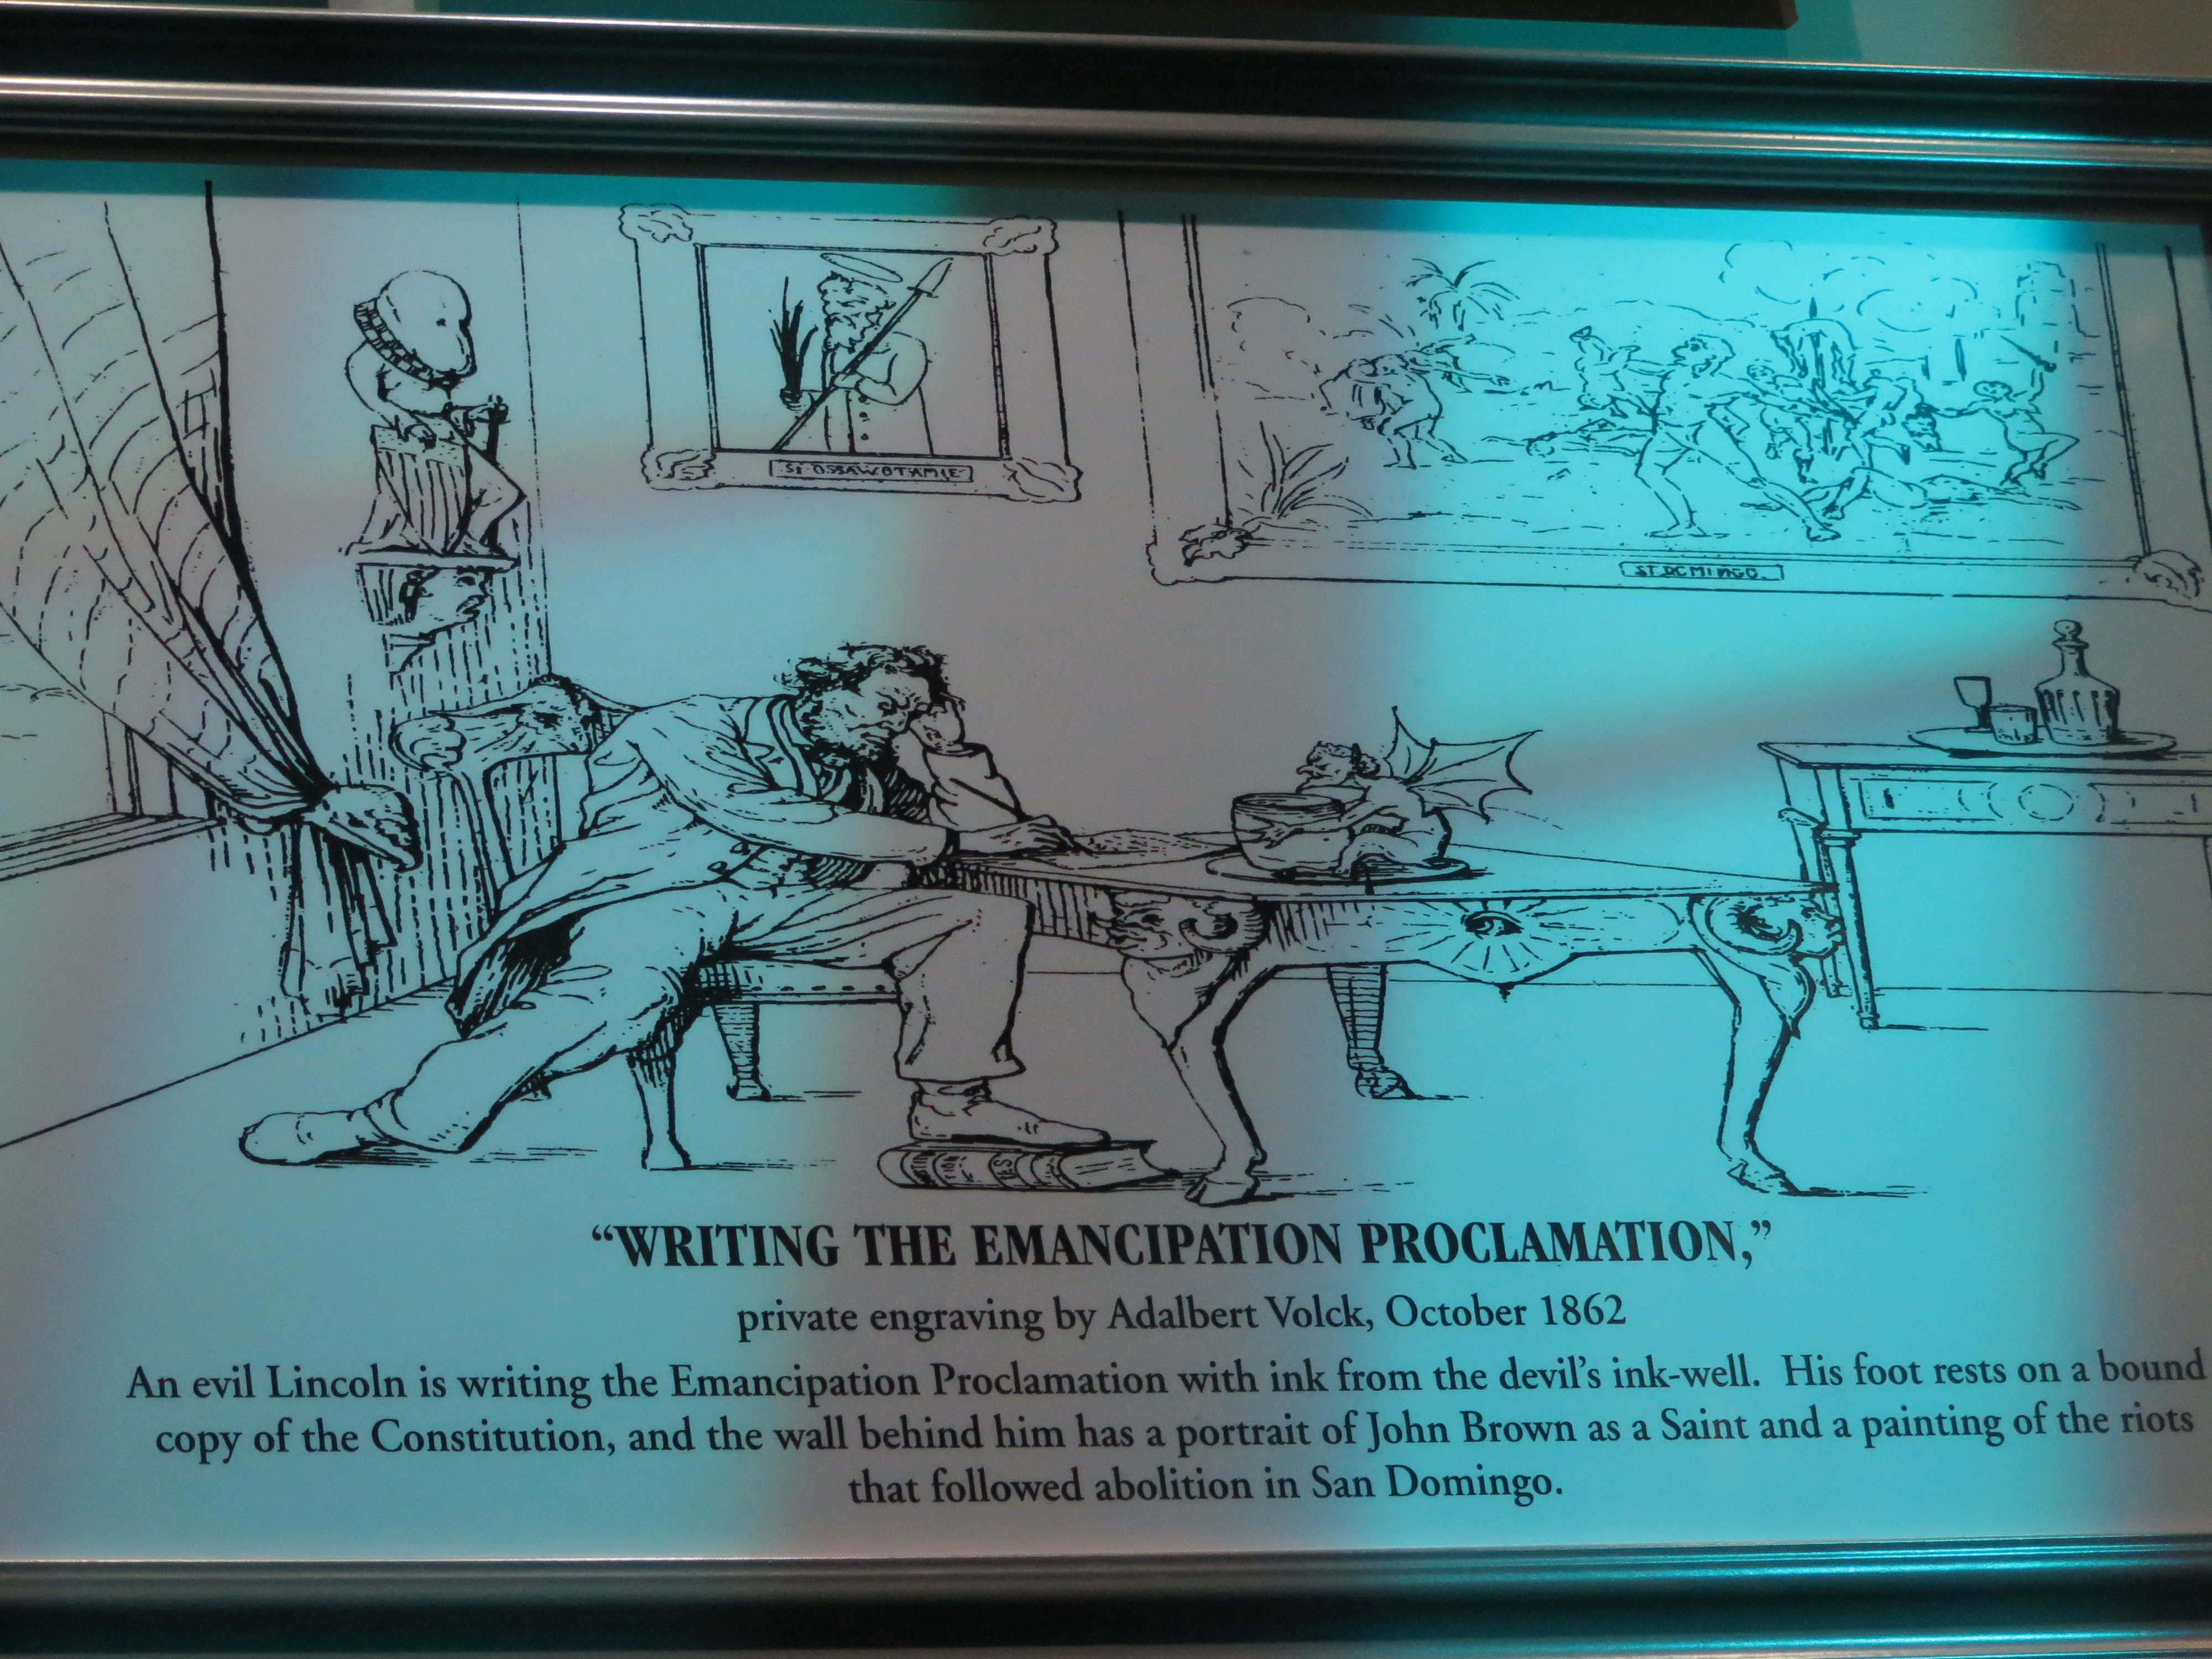 St OSSAWOTAMIE
ST DOMINGO.
“WRITING THE EMANCIPATION PROCLAMATION,”
private engraving by Adalbert Volck, October 1862
An evil Lincoln is writing the Emancipation Proclamation with ink from the devil’s ink-well. His foot rests on a bound
copy of the Constitution, and the wall behind him has a portrait of John Brown as a Saint and a painting of the riots
that followed abolition in San Domingo.